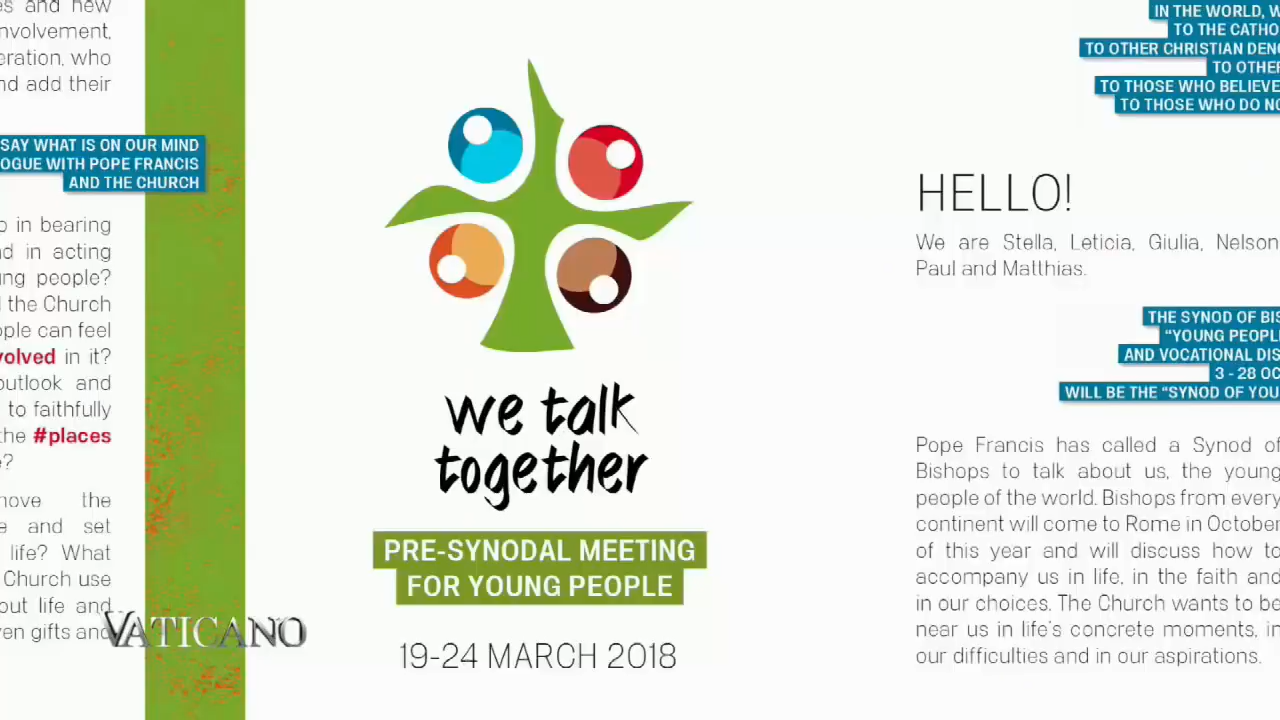 es and new
nvolvement,
eration, who
nd add their
SAY WHAT IS ON OUR MIND
OGUE WITH POPE FRANCIS
AND THE CHURCH
o in bearing
nd in acting
ng people?
the Church
ople can feel
volved in it?
outlook and
to faithfully
the #places
e?
nove the
e and set
life? What
Church use
out life and
ven gifts and
VATICANO
we talk
together
PRE-SYNODAL MEETING
FOR YOUNG PEOPLE
19-24 MARCH 2018
IN THE WORLD, W
TO THE CATHO
TO OTHER CHRISTIAN DENO
TO OTHER
TO THOSE WHO BELIEVE
TO THOSE WHO DO NO
HELLO!
We are Stella, Leticia, Giulia, Nelson
Paul and Matthias.
THE SYNOD OF BIS
“YOUNG PEOPL
AND VOCATIONAL DIS
3 - 28 OC
WILL BE THE “SYNOD OF YOU
Pope Francis has called a Synod of
Bishops to talk about us, the young
people of the world. Bishops from every
continent will come to Rome in October
of this year and will discuss how to
accompany us in life, in the faith and
in our choices. The Church wants to be
near us in life’s concrete moments, in
our difficulties and in our aspirations.